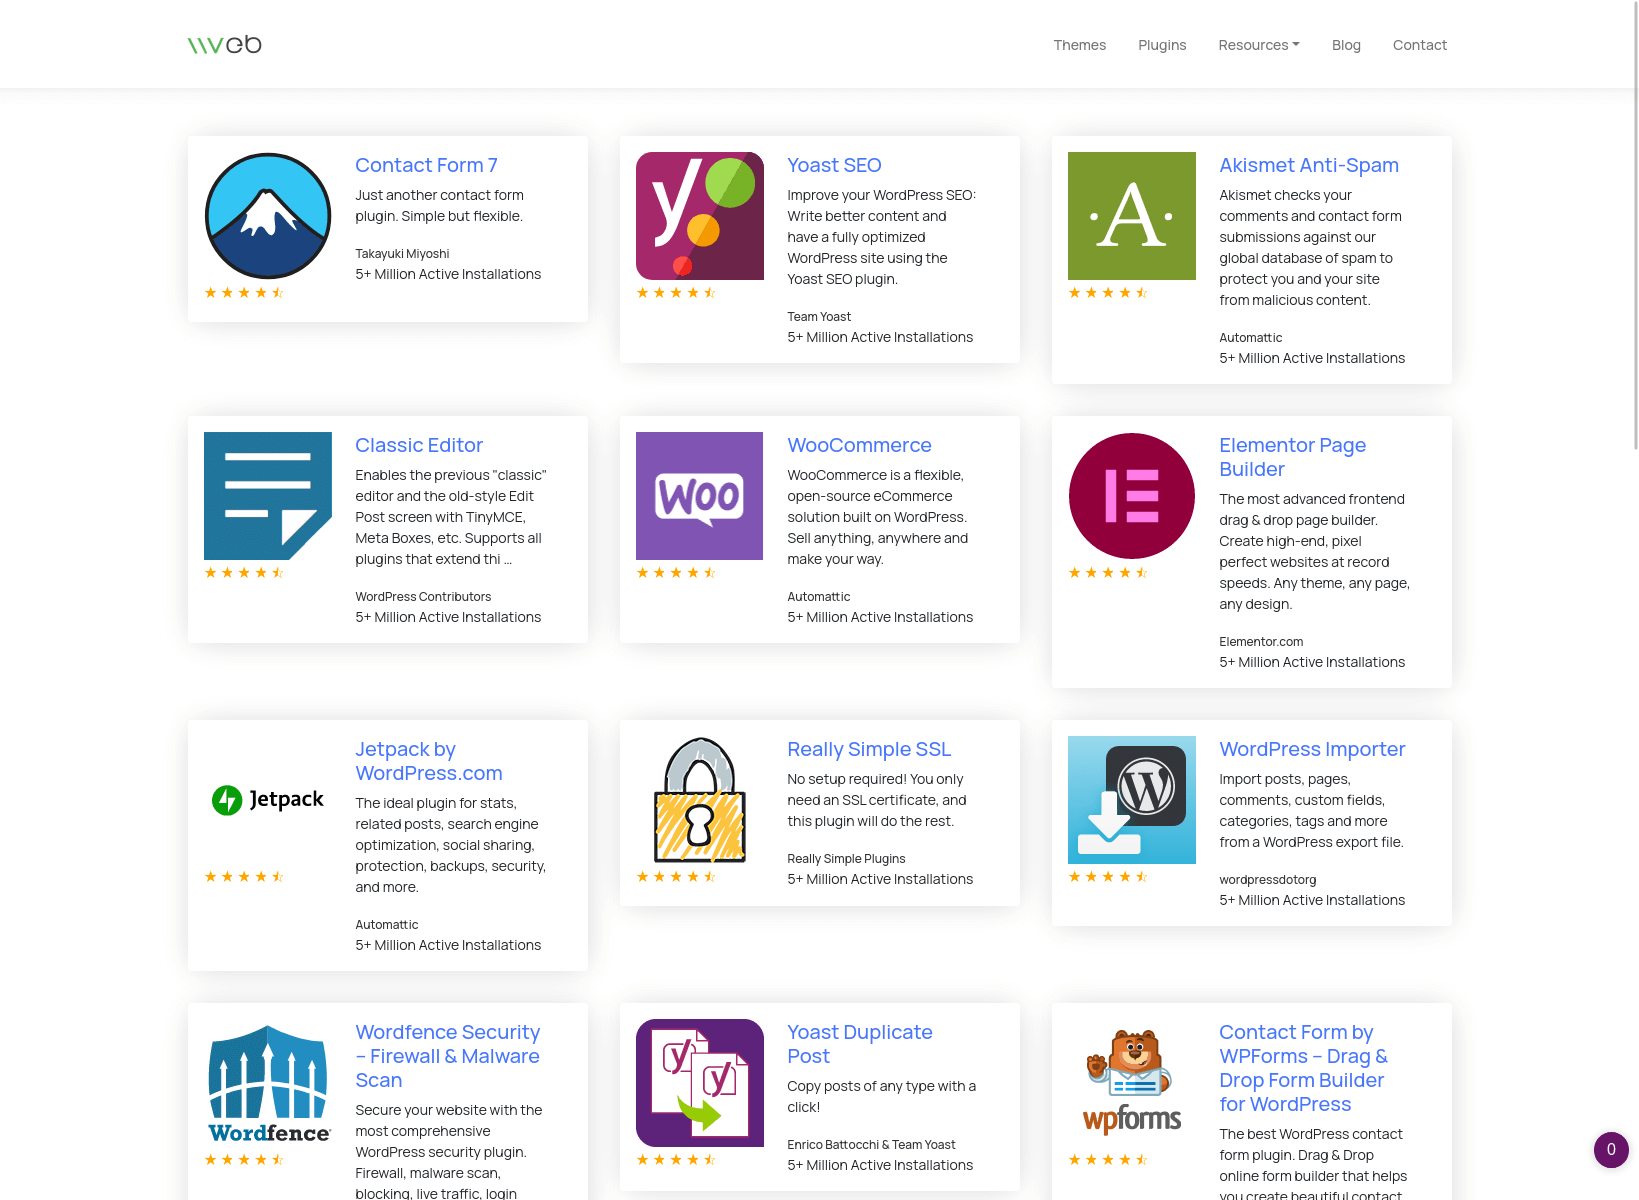 web
Themes
Plugins
Resources
Blog
Contact
Contact Form 7
Just another contact form
plugin. Simple but flexible.
Takayuki Miyoshi
5+ Million Active Installations
y
Yoast SEO
Improve your WordPress SEO:
Write better content and
have a fully optimized
WordPress site using the
Yoast SEO plugin.
Team Yoast
5+ Million Active Installations
·A·
Akismet Anti-Spam
Akismet checks your
comments and contact form
submissions against our
global database of spam to
protect you and your site
from malicious content.
Automattic
5+ Million Active Installations
Classic Editor
Enables the previous "classic"
editor and the old-style Edit
Post screen with TinyMCE,
Meta Boxes, etc. Supports all
plugins that extend thi ...
WordPress Contributors
5+ Million Active Installations
Woo
WooCommerce
WooCommerce is a flexible,
open-source eCommerce
solution built on WordPress.
Sell anything, anywhere and
make your way.
Automattic
5+ Million Active Installations
Elementor Page
Builder
The most advanced frontend
drag & drop page builder.
Create high-end, pixel
perfect websites at record
speeds. Any theme, any page,
any design.
Elementor.com
5+ Million Active Installations
Jetpack
Jetpack by
WordPress.com
The ideal plugin for stats,
related posts, search engine
optimization, social sharing,
protection, backups, security,
and more.
Automattic
5+ Million Active Installations
Really Simple SSL
No setup required! You only
need an SSL certificate, and
this plugin will do the rest.
Really Simple Plugins
5+ Million Active Installations
W
WordPress Importer
Import posts, pages,
comments, custom fields,
categories, tags and more
from a WordPress export file.
wordpressdotorg
5+ Million Active Installations
Wordfence
Wordfence Security
– Firewall & Malware
Scan
Secure your website with the
most comprehensive
WordPress security plugin.
Firewall, malware scan,
blocking, live traffic, login
y
y
Yoast Duplicate
Post
Copy posts of any type with a
click!
Enrico Battocchi & Team Yoast
5+ Million Active Installations
wpforms
Contact Form by
WPForms – Drag &
Drop Form Builder
for WordPress
The best WordPress contact
form plugin. Drag & Drop
online form builder that helps
you create beautiful contact
0